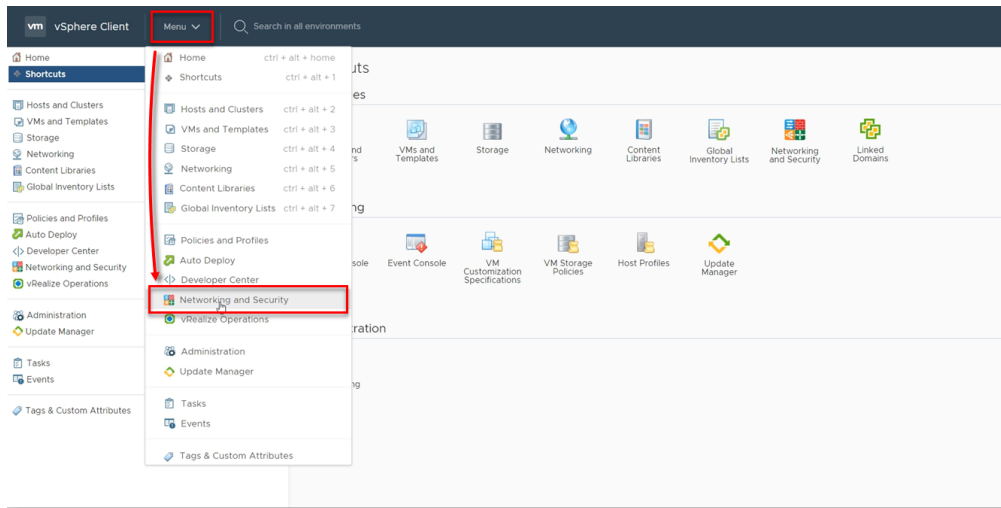 vm vSphere Client Menu Search in all environments
Home
Shortcuts
Hosts and Clusters
VMs and Templates
Storage
Networking
Content Libraries
Global Inventory Lists
Policies and Profiles
Auto Deploy
Developer Center
Networking and Security
vRealize Operations
Administration
Update Manager
Tasks
Events
Tags & Custom Attributes
Home ctrl + alt + home
Shortcuts ctrl + alt + 1
Hosts and Clusters ctrl + alt + 2
VMs and Templates ctrl + alt + 3
Storage ctrl + alt + 4
Networking ctrl + alt + 5
Content Libraries ctrl + alt + 6
Global Inventory Lists ctrl + alt + 7
Policies and Profiles
Auto Deploy
Developer Center
Networking and Security
vRealize Operations
Administration
Update Manager
Tasks
Events
Tags & Custom Attributes
VMs and
Templates
Storage
Networking
Content
Libraries
Global
Inventory Lists
Networking
and Security
Linked
Domains
Event Console
VM
Customization
Specifications
VM Storage
Policies
Host Profiles
Update
Manager